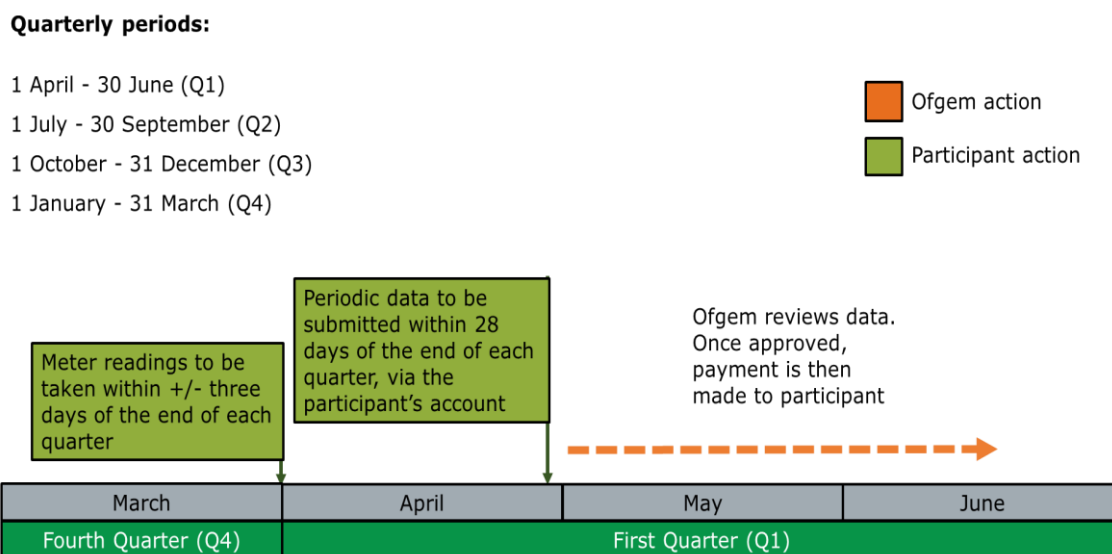 Quarterly periods:
1 April - 30 June (Q1)
1 July - 30 September (Q2)
1 October - 31 December (Q3)
1 January - 31 March (Q4)
Ofgem action
Participant action
Meter readings to be
taken within +/- three
days of the end of each
quarter
Periodic data to be
submitted within 28
days of the end of each
quarter, via the
participant's account
Ofgem reviews data.
Once approved,
payment is then
made to participant
March
April
May
June
Fourth Quarter (Q4)
First Quarter (Q1)